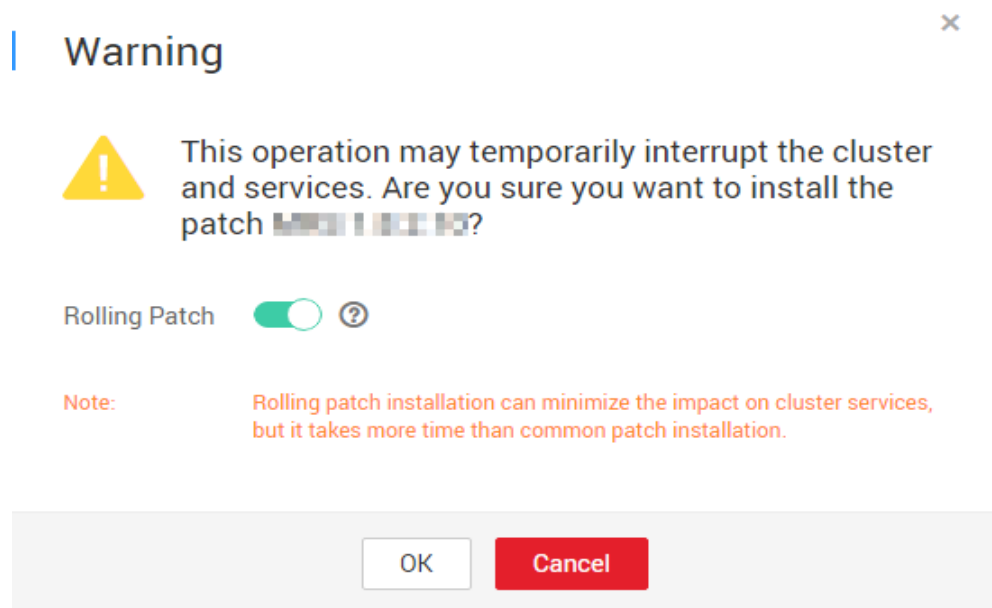 Warning
This operation may temporarily interrupt the cluster
and services. Are you sure you want to install the
patch ?
Rolling Patch
Note: Rolling patch installation can minimize the impact on cluster services,
but it takes more time than common patch installation.
OK Cancel